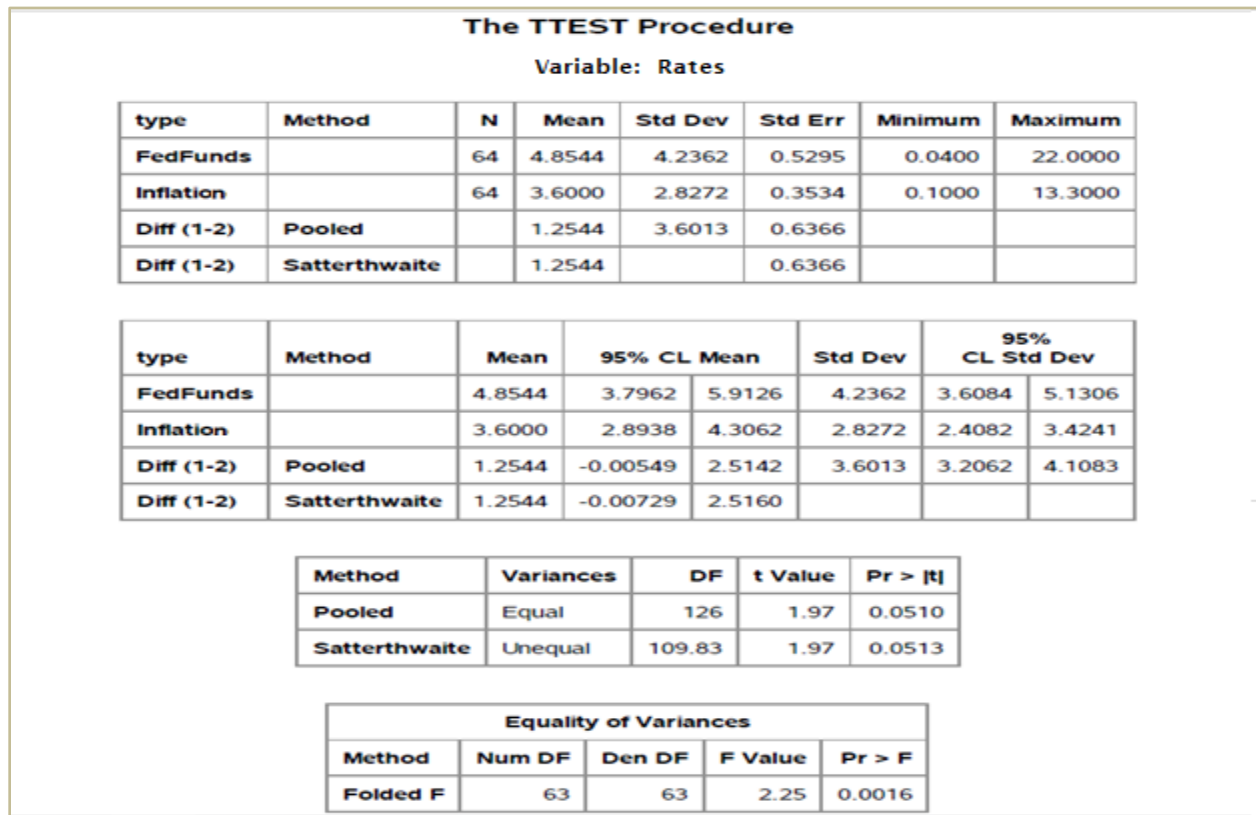 The TTEST Procedure
Variable: Rates
type Method N Mean Std Dev Std Err Minimum Maximum
FedFunds 64 4.8544 4.2362 0.5295 0.0400 22.0000
Inflation 64 3.6000 2.8272 0.3534 0.1000 13.3000
Diff (1-2) Pooled 1.2544 3.6013 0.6366
Diff (1-2) Satterthwaite 1.2544 0.6366
type Method Mean 95% CL Mean Std Dev 95%
CL Std Dev
FedFunds 4.8544 3.7962 5.9126 4.2362 3.6084 5.1306
Inflation 3.6000 2.8938 4.3062 2.8272 2.4082 3.4241
Diff (1-2) Pooled 1.2544 -0.00549 2.5142 3.6013 3.2062 4.1083
Diff (1-2) Satterthwaite 1.2544 -0.00729 2.5160
Method Variances DF t Value Pr > |t|
Pooled Equal 126 1.97 0.0510
Satterthwaite Unequal 109.83 1.97 0.0513
Equality of Variances
Method Num DF Den DF F Value Pr > F
Folded F 63 63 2.25 0.0016